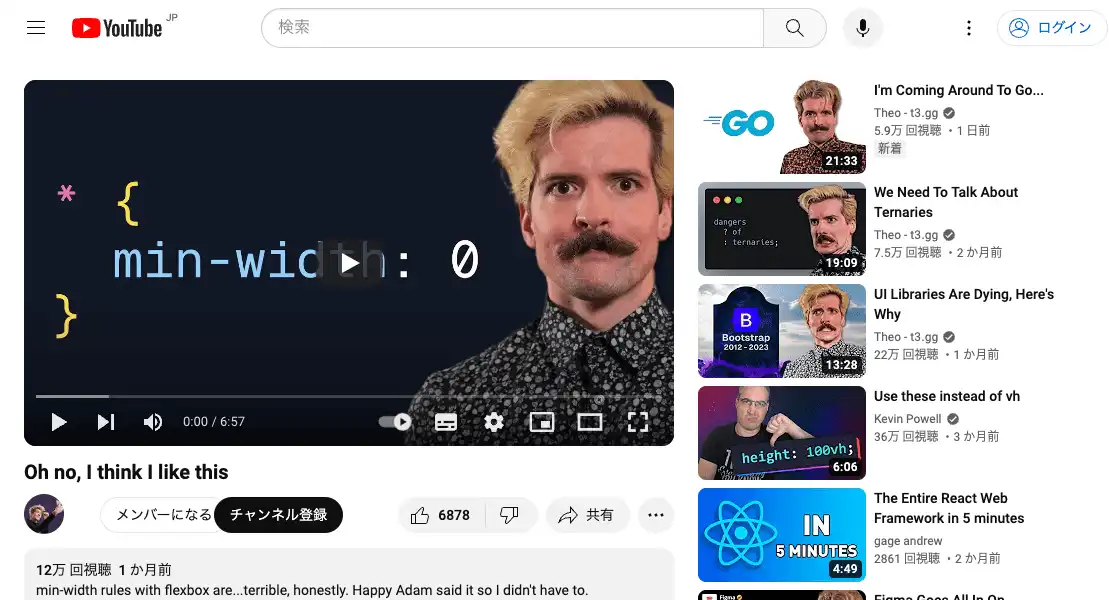 YouTube JP
検索
ログイン
* {
min-width: 0
}
0:00 / 6:57
Oh no, I think I like this
メンバーになる
チャンネル登録
6878
共有
12万 回視聴 1 か月前
min-width rules with flexbox are...terrible, honestly. Happy Adam said it so I didn't have to.
GO
21:33
I'm Coming Around To Go...
Theo - t3.gg
5.9万 回視聴 ・1 日前
新着
dangers
? of
: ternaries;
19:09
We Need To Talk About
Ternaries
Theo - t3.gg
7.5万 回視聴 ・2 か月前
B
Bootstrap
2012 - 2023
13:28
UI Libraries Are Dying, Here's
Why
Theo - t3.gg
22万 回視聴 ・1 か月前
height: 100vh;
6:06
Use these instead of vh
Kevin Powell
36万 回視聴 ・3 か月前
IN
5 MINUTES
4:49
The Entire React Web
Framework in 5 minutes
gage andrew
2861 回視聴 ・2 か月前
Figma
Figma Goes All In On